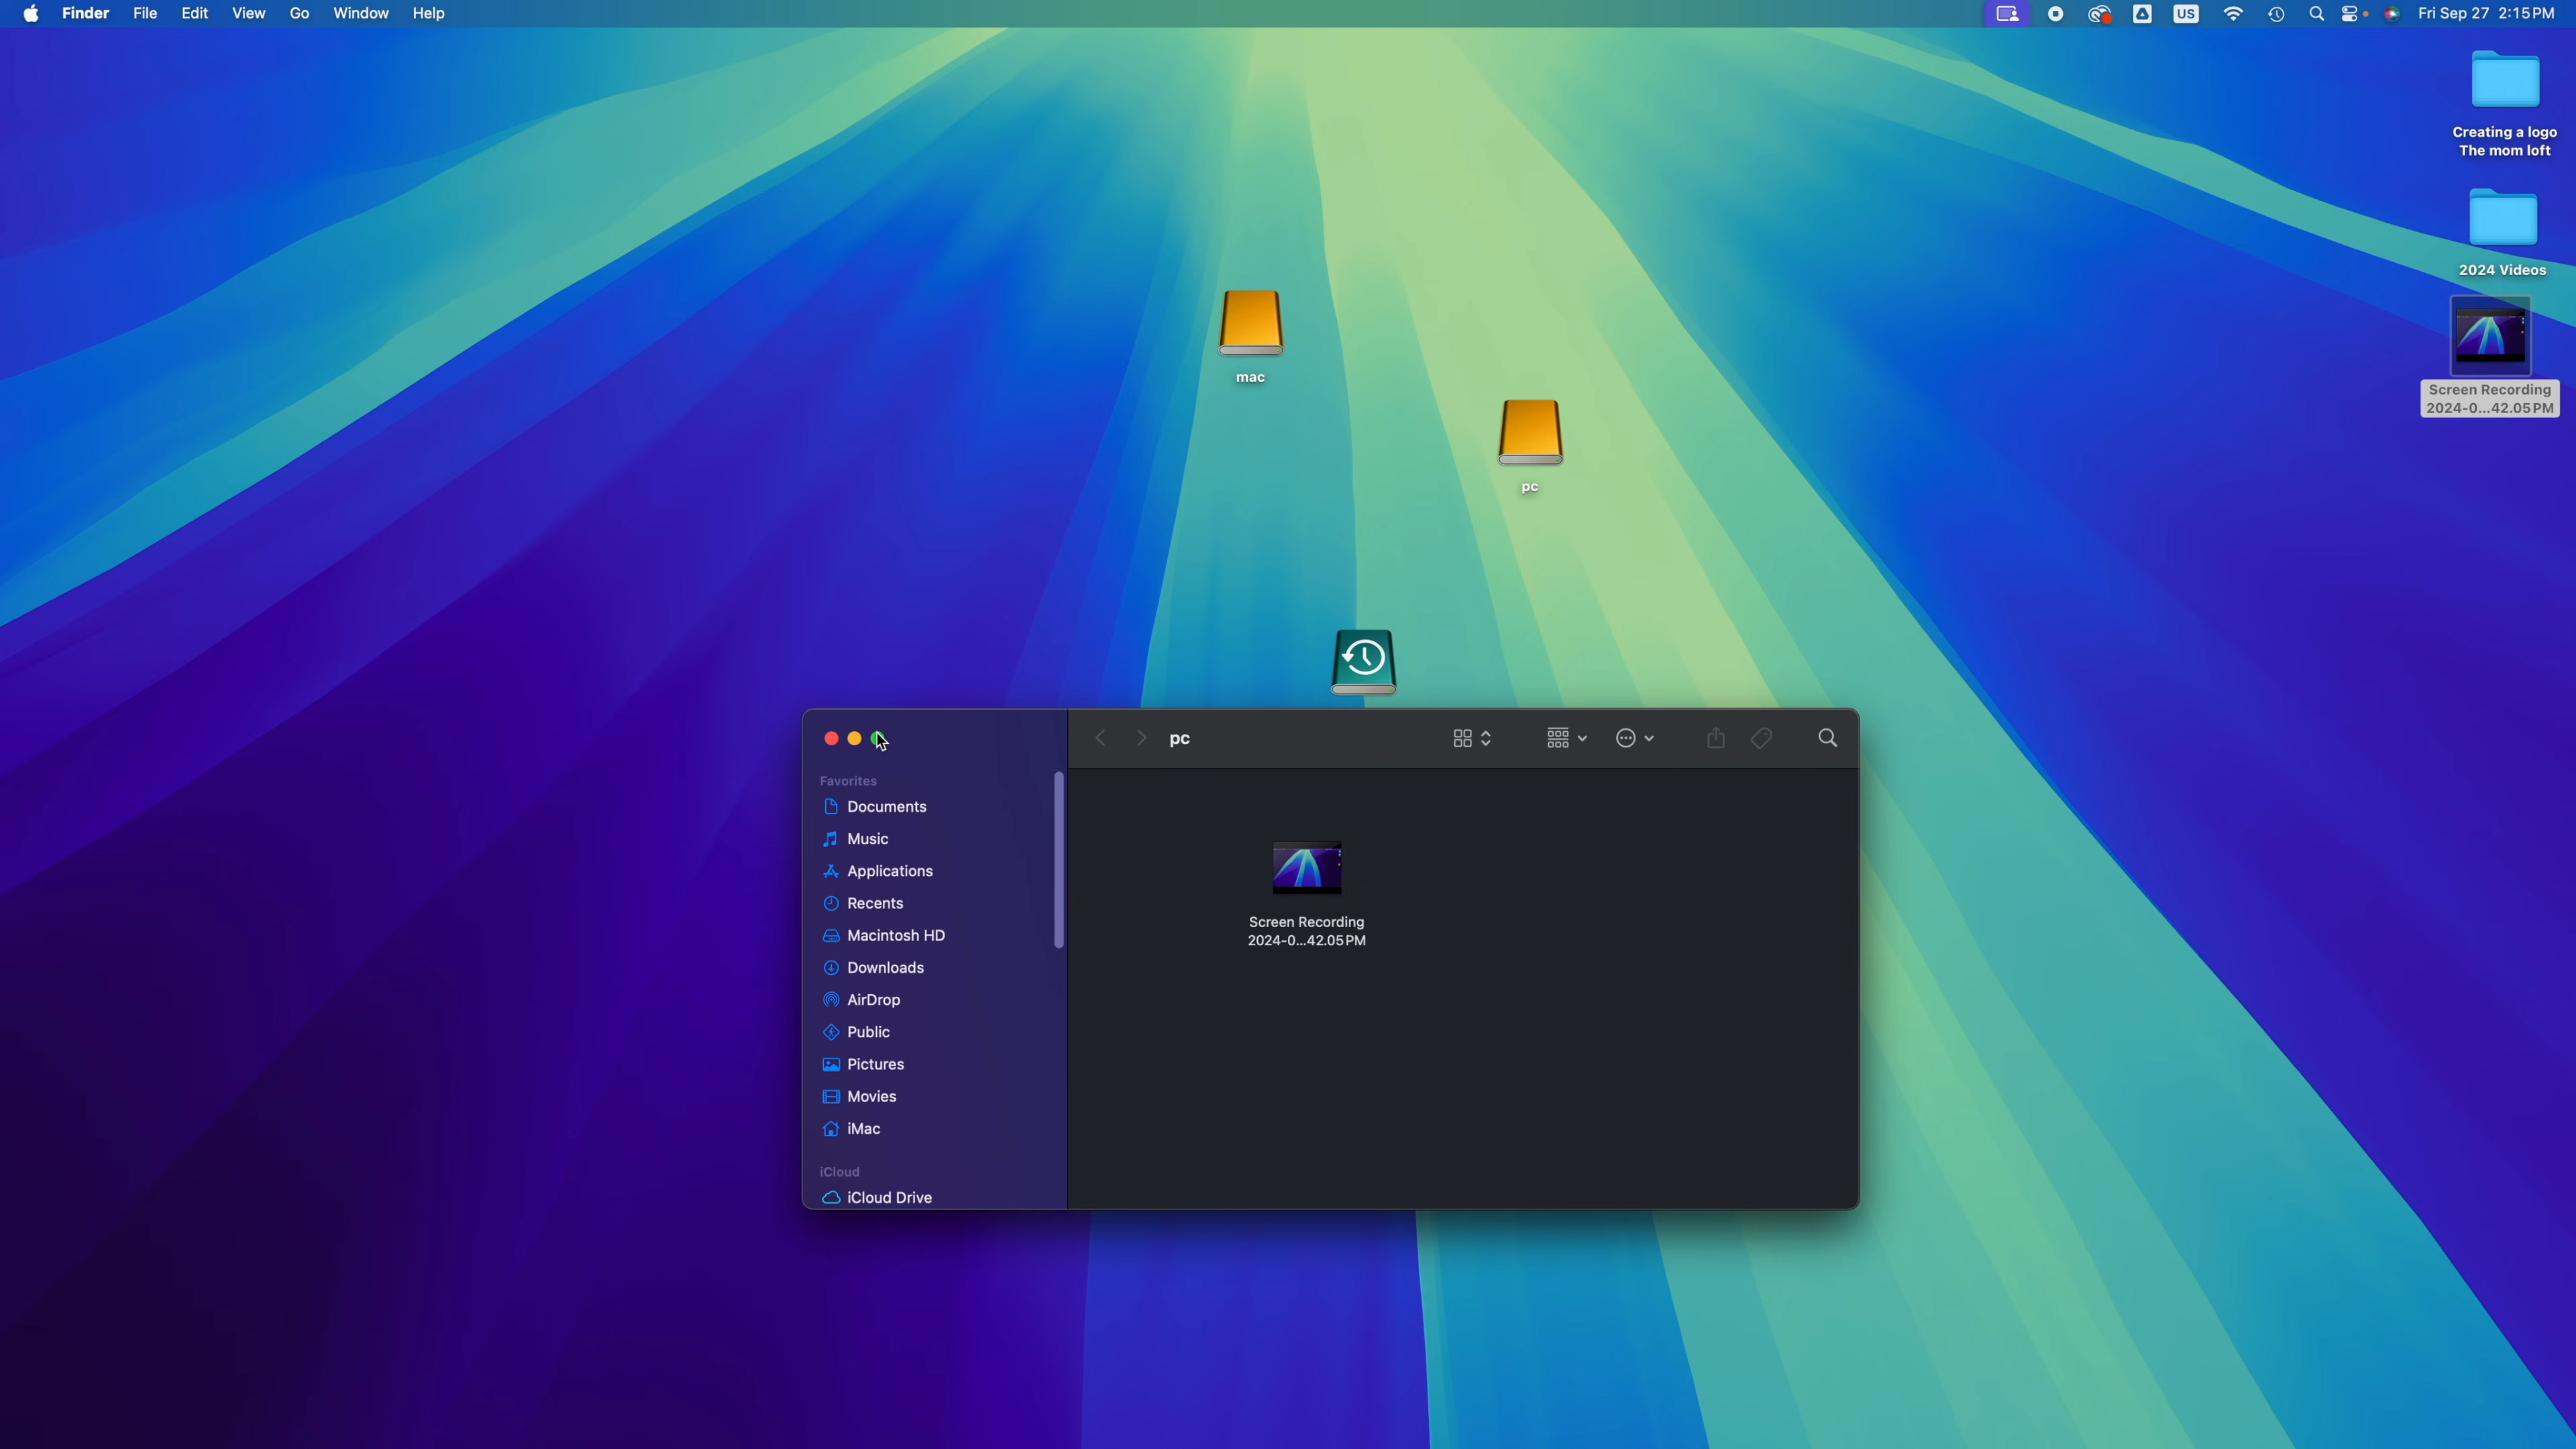 Finder File Edit View Go Window Help US Fri Sep 27 2:15 PM
Creating a logo
The mom loft
2024 Videos
Screen Recording
2024-0...42.05 PM
mac
pc
pc
Favorites
Documents
Music
Applications
Recents
Macintosh HD
Downloads
AirDrop
Public
Pictures
Movies
iMac
iCloud
iCloud Drive
Screen Recording
2024-0...42.05 PM